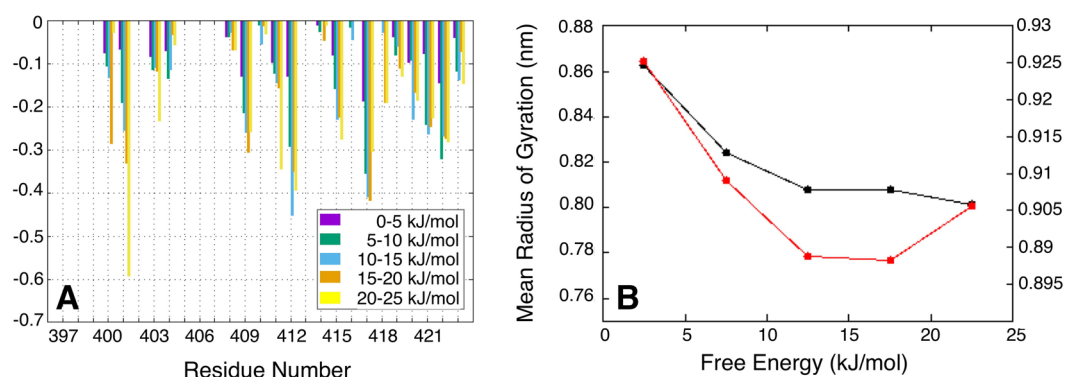 0
-0.1
-0.2
-0.3
-0.4
-0.5
-0.6
-0.7
A
0-5 kJ/mol
5-10 kJ/mol
10-15 kJ/mol
15-20 kJ/mol
20-25 kJ/mol
397 400 403 406 409 412 415 418 421
Residue Number
Mean Radius of Gyration (nm)
0.88
0.86
0.84
0.82
0.80
0.78
0.76
B
0.93
0.925
0.92
0.915
0.91
0.905
0.90
0.89
0.895
0 5 10 15 20 25
Free Energy (kJ/mol)